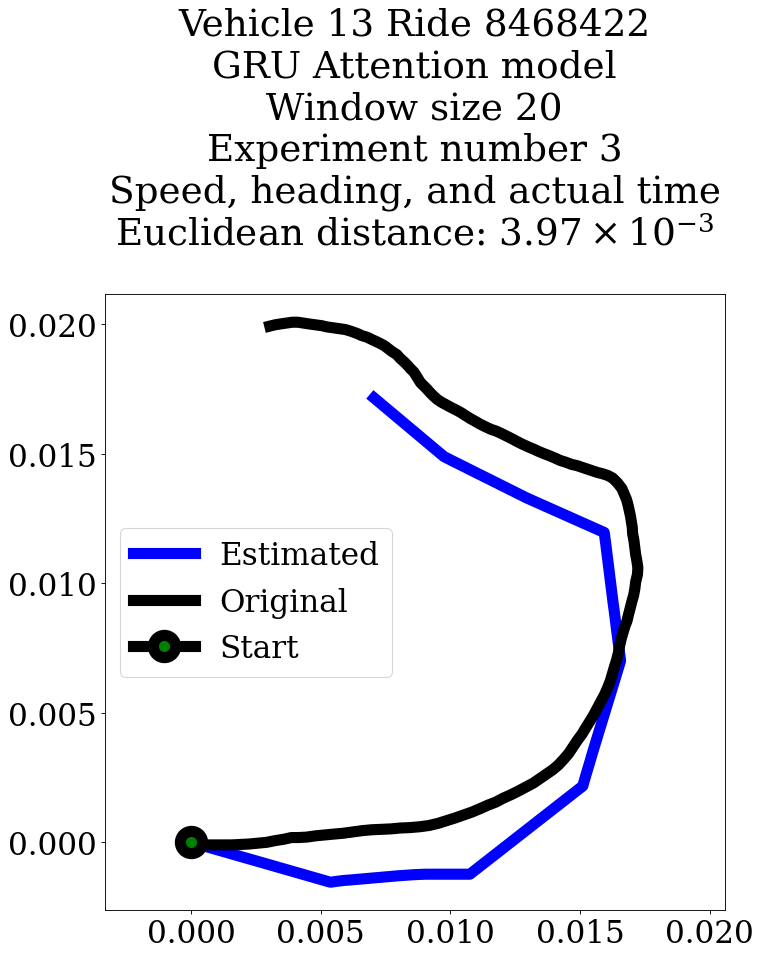 Vehicle 13 Ride 8468422
GRU Attention model
Window size 20
Experiment number 3
Speed, heading, and actual time
Euclidean distance: 3.97 × 10⁻³
0.020
0.015
0.010
0.005
0.000
Estimated
Original
Start
0.000 0.005 0.010 0.015 0.020